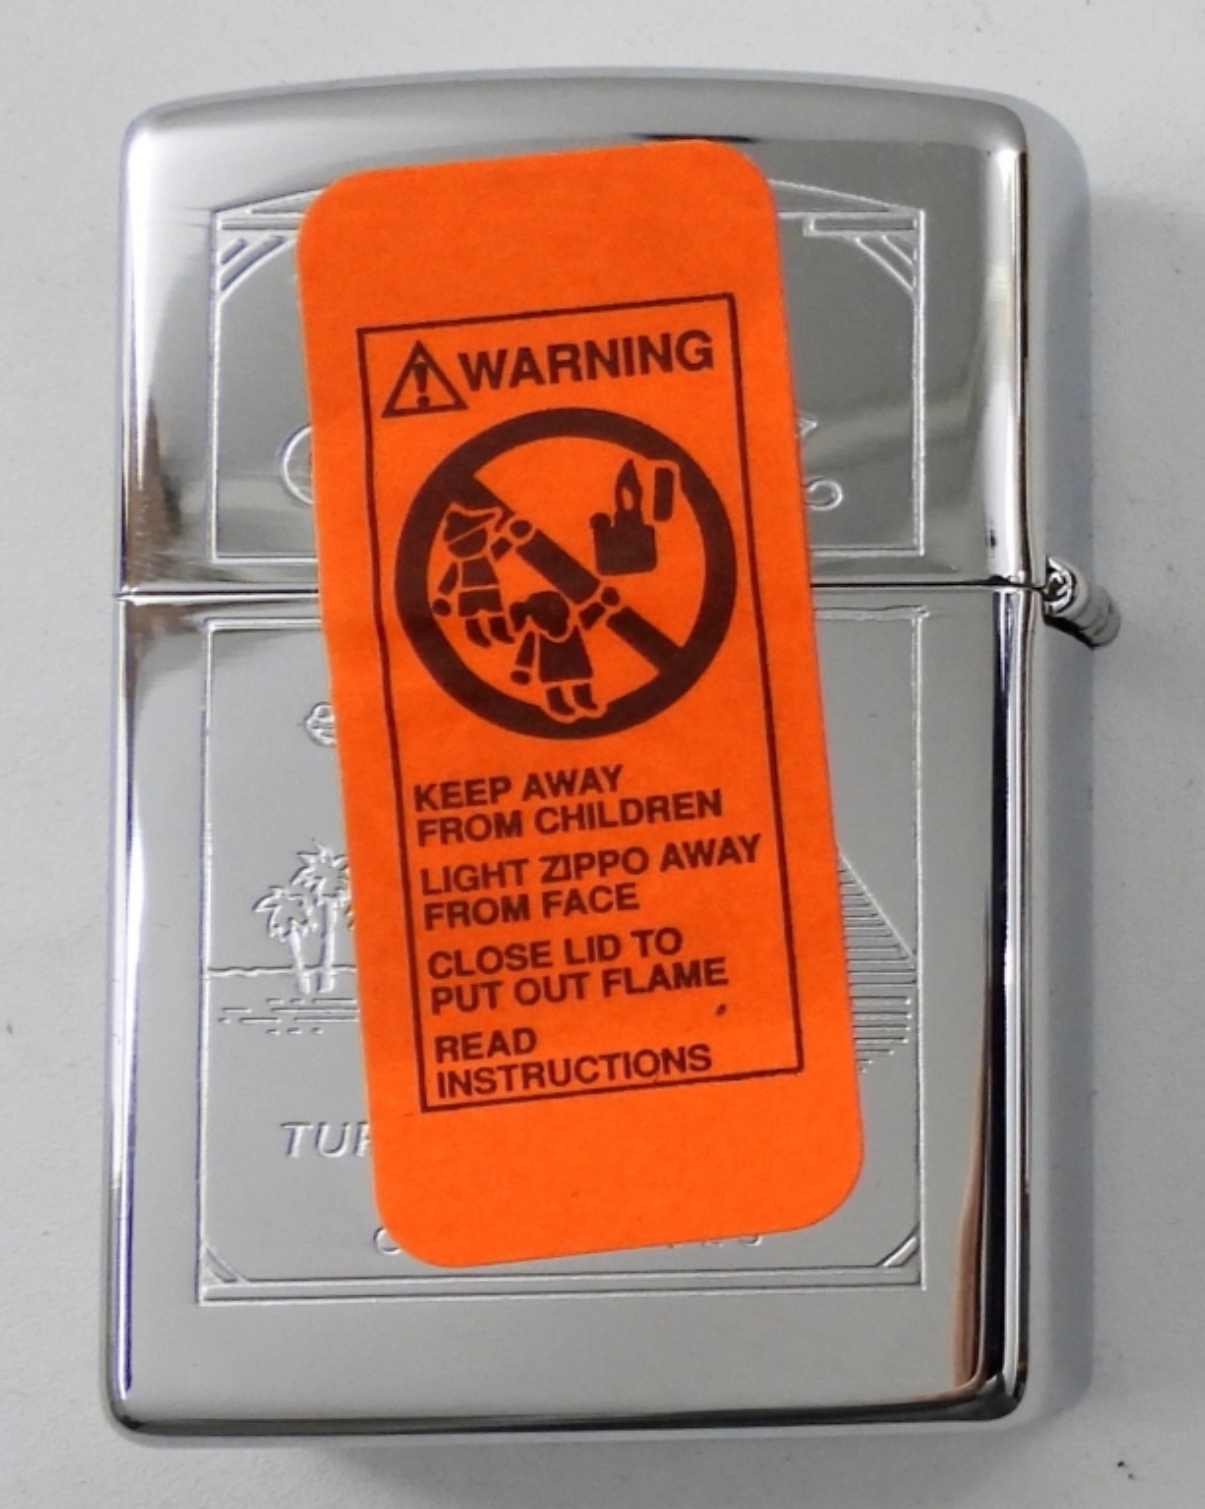 WARNING
KEEP AWAY
FROM CHILDREN
LIGHT ZIPPO AWAY
FROM FACE
CLOSE LID TO
PUT OUT FLAME
READ
INSTRUCTIONS